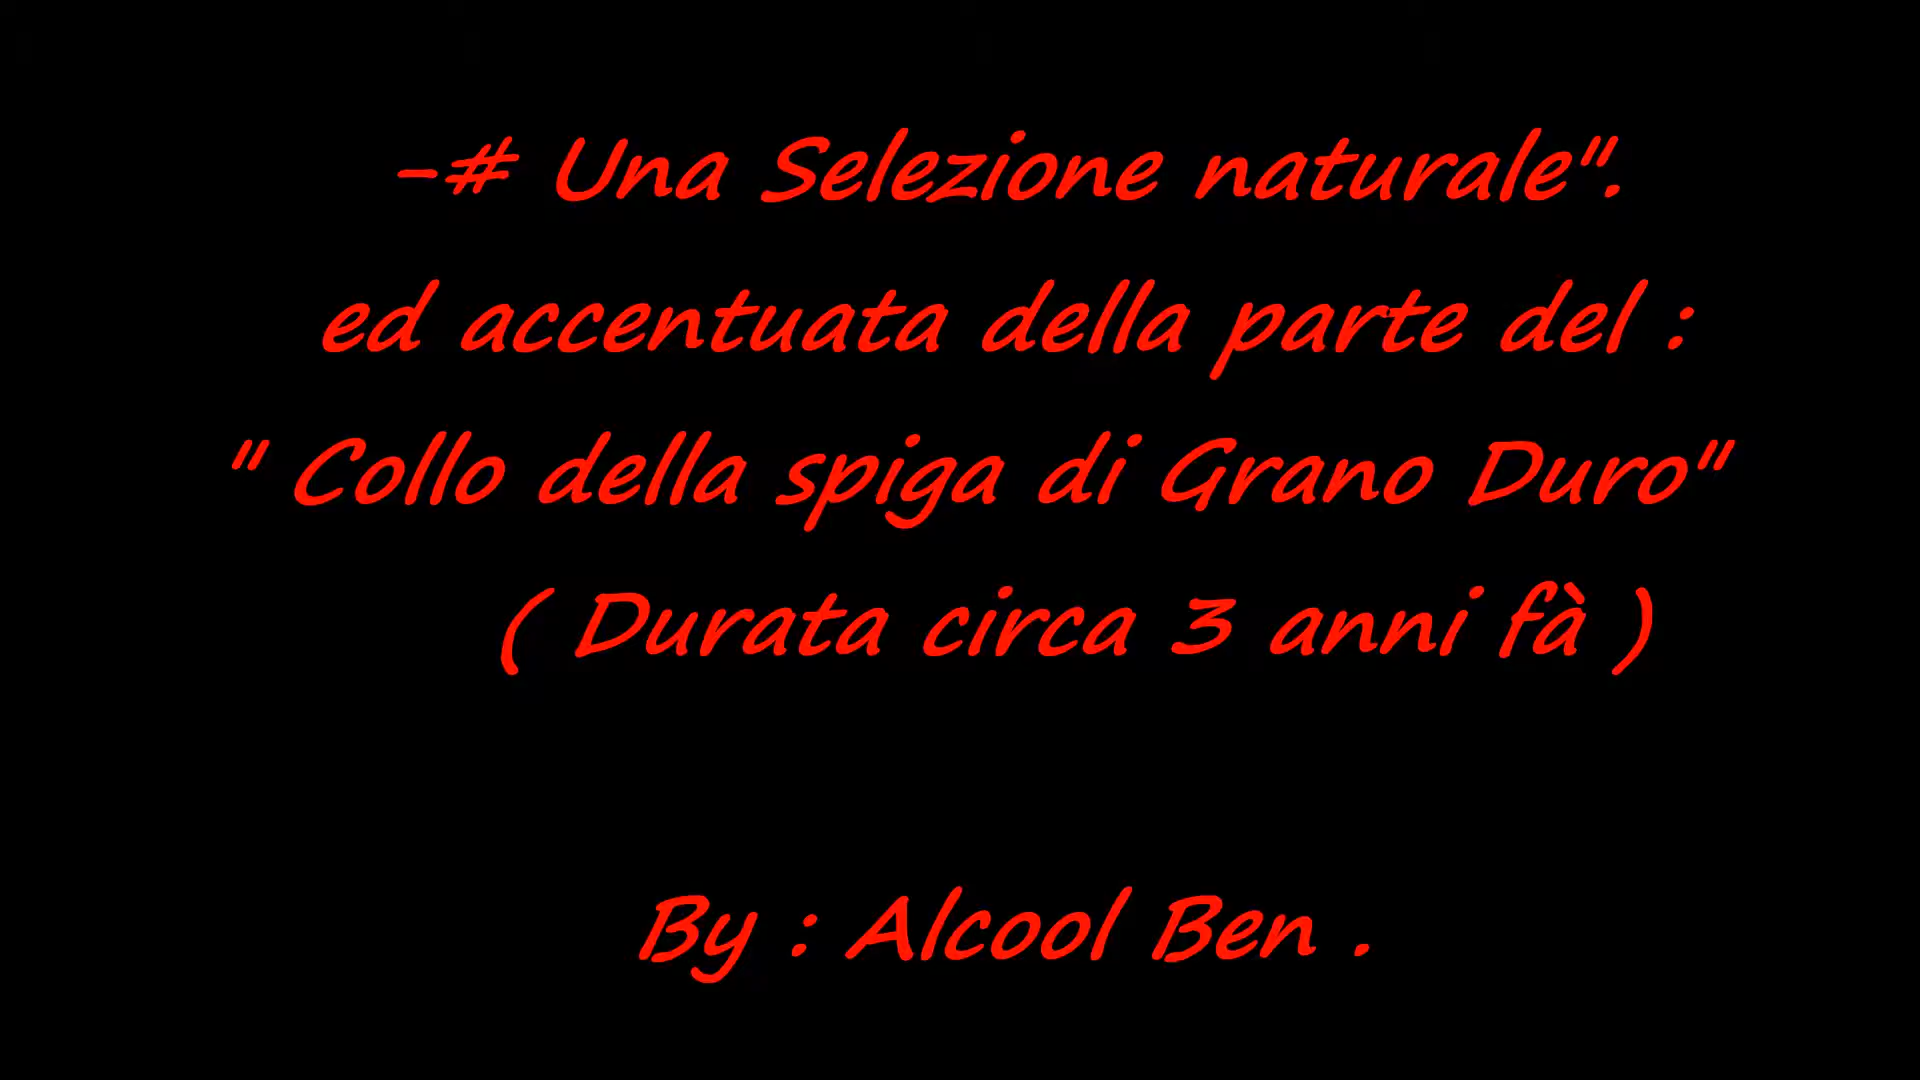 -# Una Selezione naturale".
ed accentuata della parte del :
" Collo della spiga di Grano Duro"
( Durata circa 3 anni fà )
By : Alcool Ben .